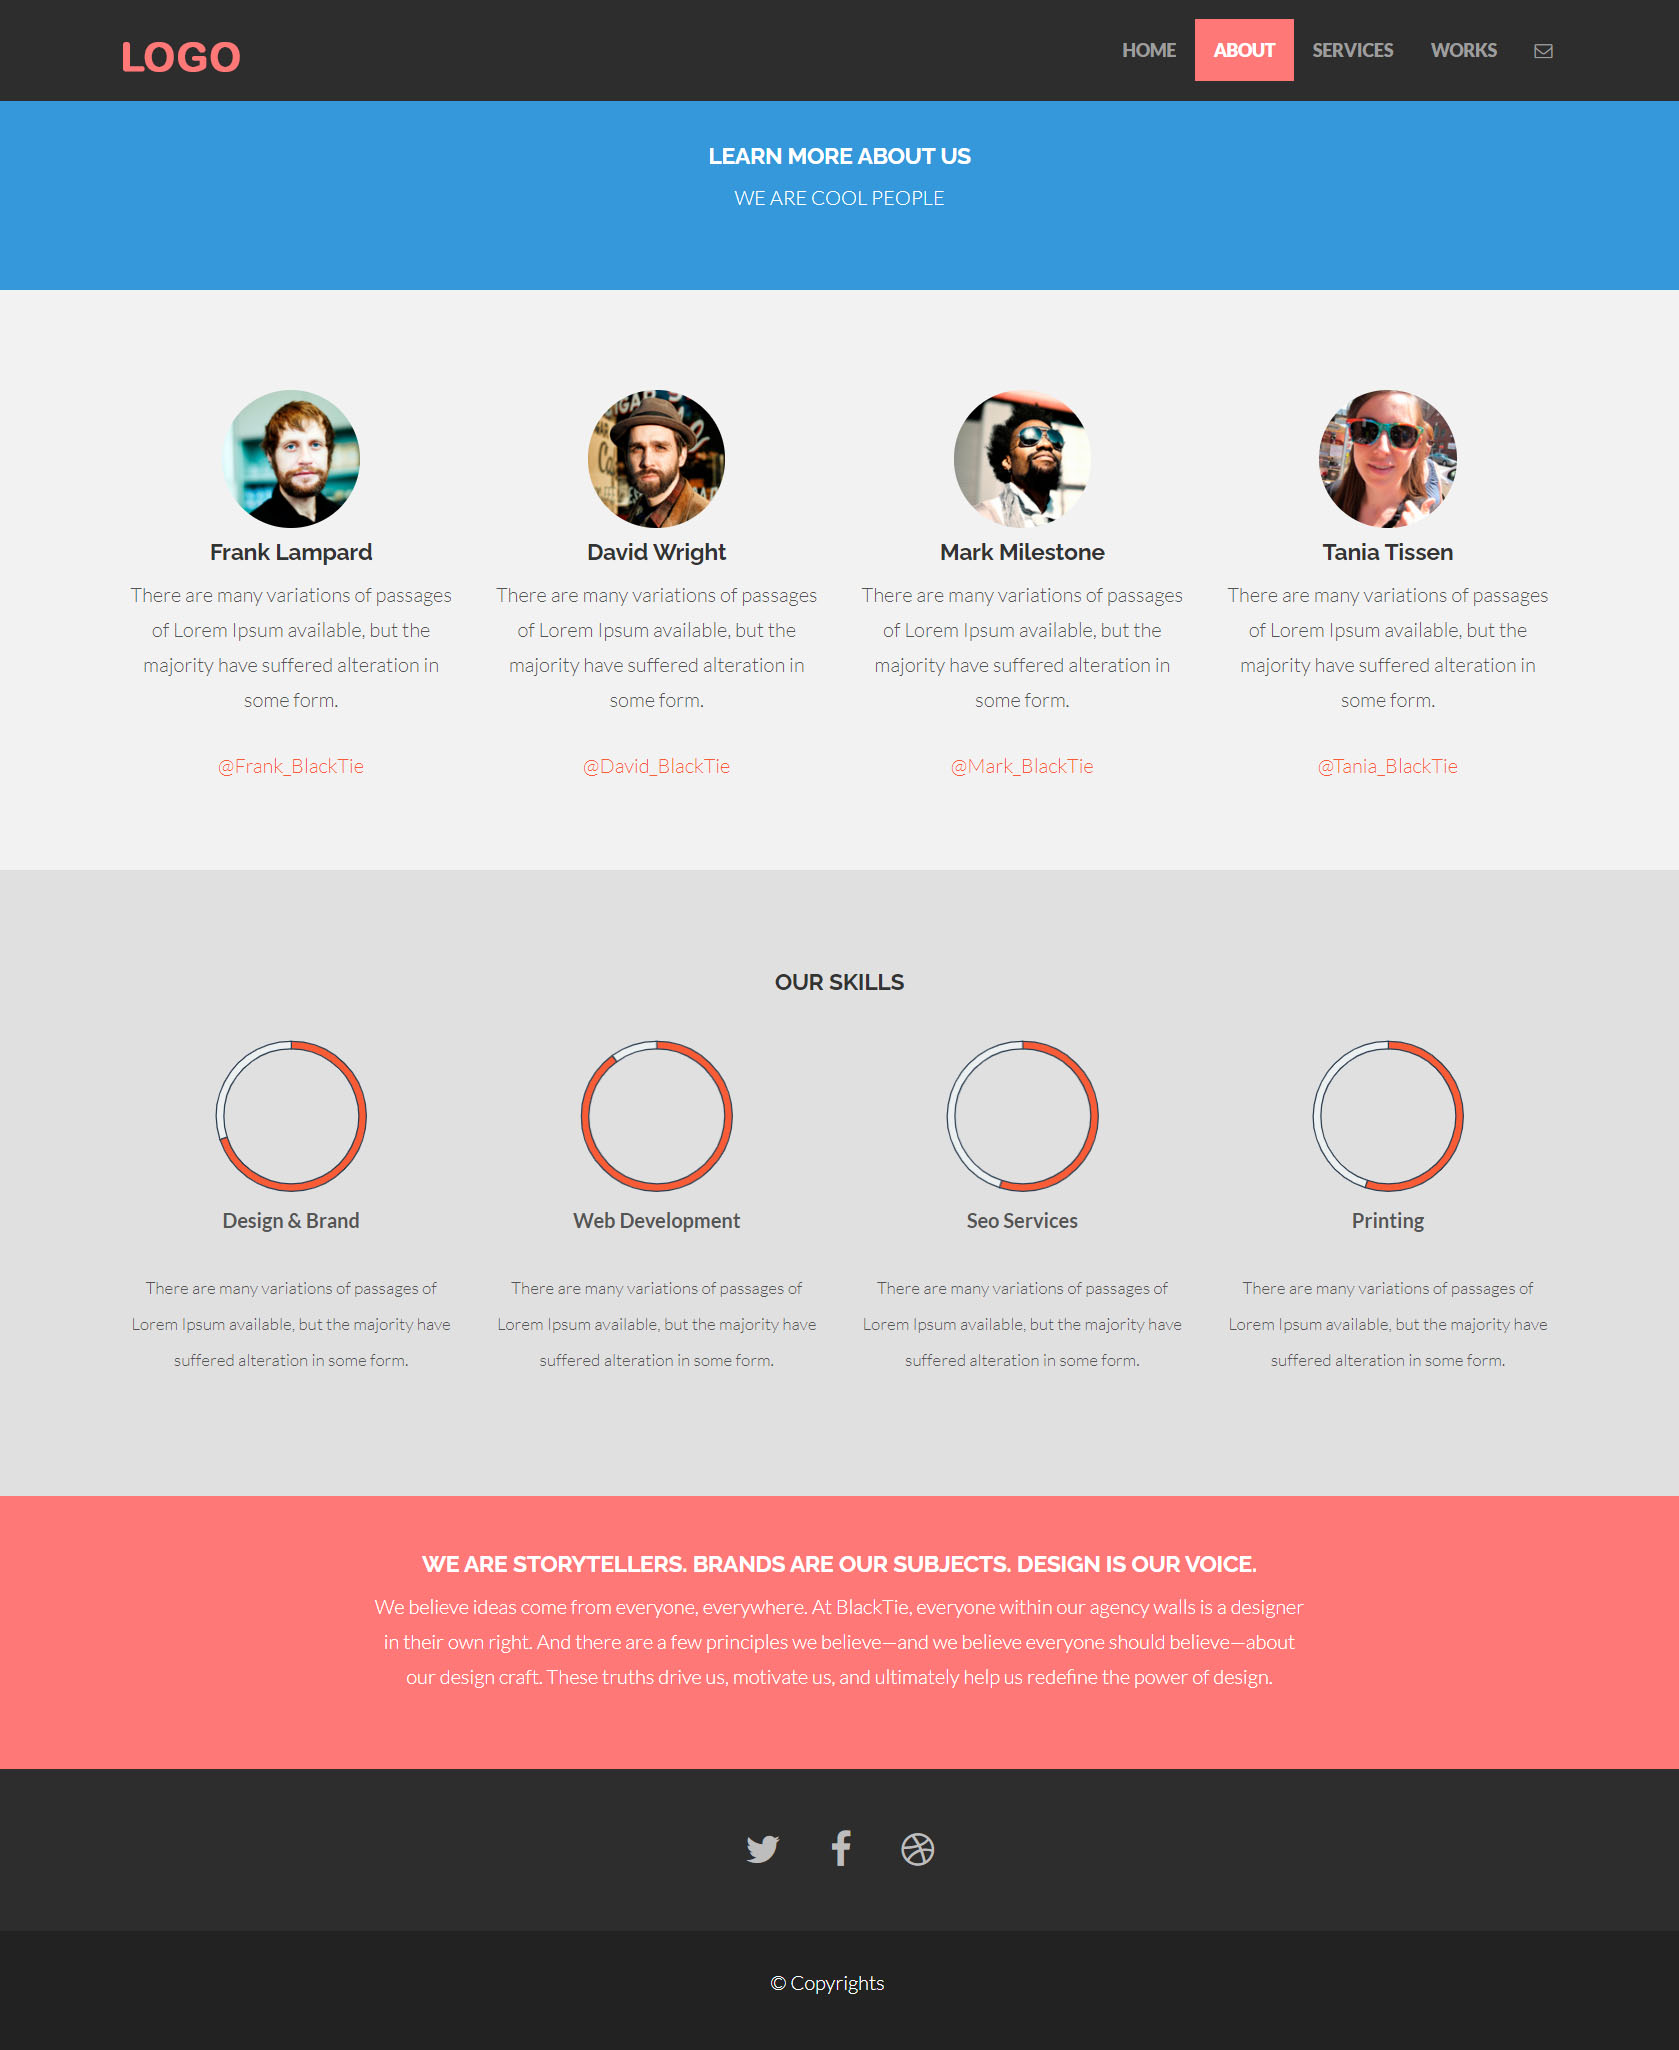 LOGO
HOME ABOUT SERVICES WORKS
LEARN MORE ABOUT US
WE ARE COOL PEOPLE
Frank Lampard
There are many variations of passages
of Lorem Ipsum available, but the
majority have suffered alteration in
some form.
@Frank_BlackTie
David Wright
There are many variations of passages
of Lorem Ipsum available, but the
majority have suffered alteration in
some form.
@David_BlackTie
Mark Milestone
There are many variations of passages
of Lorem Ipsum available, but the
majority have suffered alteration in
some form.
@Mark_BlackTie
Tania Tissen
There are many variations of passages
of Lorem Ipsum available, but the
majority have suffered alteration in
some form.
@Tania_BlackTie
OUR SKILLS
Design & Brand
There are many variations of passages of
Lorem Ipsum available, but the majority have
suffered alteration in some form.
Web Development
There are many variations of passages of
Lorem Ipsum available, but the majority have
suffered alteration in some form.
Seo Services
There are many variations of passages of
Lorem Ipsum available, but the majority have
suffered alteration in some form.
Printing
There are many variations of passages of
Lorem Ipsum available, but the majority have
suffered alteration in some form.
WE ARE STORYTELLERS. BRANDS ARE OUR SUBJECTS. DESIGN IS OUR VOICE.
We believe ideas come from everyone, everywhere. At BlackTie, everyone within our agency walls is a designer
in their own right. And there are a few principles we believe—and we believe everyone should believe—about
our design craft. These truths drive us, motivate us, and ultimately help us redefine the power of design.
© Copyrights